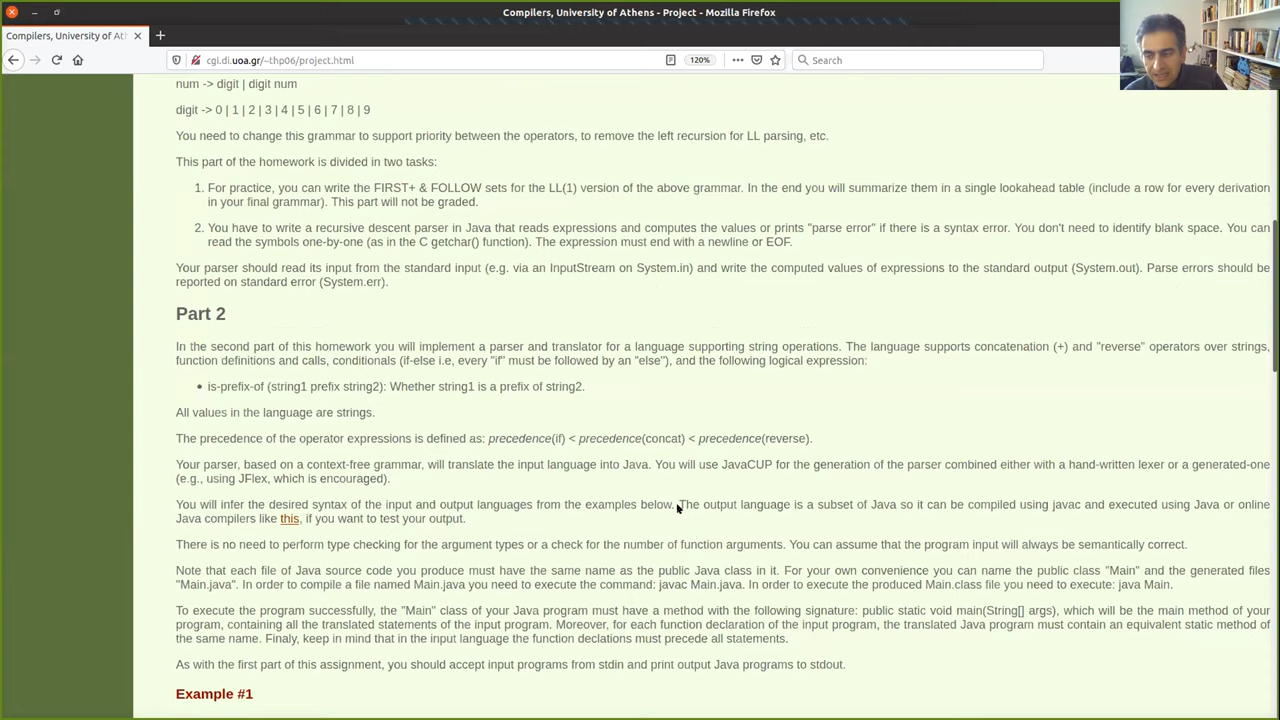 Compilers, University of Athens - Project - Mozilla Firefox
Compilers, University of Ath
cgi.di.uoa.gr/~thp06/project.html
120%
Search
num -> digit | digit num
digit -> 0 | 1 | 2 | 3 | 4 | 5 | 6 | 7 | 8 | 9
You need to change this grammar to support priority between the operators, to remove the left recursion for LL parsing, etc.
This part of the homework is divided in two tasks:
1. For practice, you can write the FIRST+ & FOLLOW sets for the LL(1) version of the above grammar. In the end you will summarize them in a single lookahead table (include a row for every derivation
in your final grammar). This part will not be graded.
2. You have to write a recursive descent parser in Java that reads expressions and computes the values or prints "parse error" if there is a syntax error. You don't need to identify blank space. You can
read the symbols one-by-one (as in the C getchar() function). The expression must end with a newline or EOF.
Your parser should read its input from the standard input (e.g. via an InputStream on System.in) and write the computed values of expressions to the standard output (System.out). Parse errors should be
reported on standard error (System.err).
Part 2
In the second part of this homework you will implement a parser and translator for a language supporting string operations. The language supports concatenation (+) and "reverse" operators over strings,
function definitions and calls, conditionals (if-else i.e, every "if" must be followed by an "else"), and the following logical expression:
• is-prefix-of (string1 prefix string2): Whether string1 is a prefix of string2.
All values in the language are strings.
The precedence of the operator expressions is defined as: precedence(if) < precedence(concat) < precedence(reverse).
Your parser, based on a context-free grammar, will translate the input language into Java. You will use JavaCUP for the generation of the parser combined either with a hand-written lexer or a generated-one
(e.g., using JFlex, which is encouraged).
You will infer the desired syntax of the input and output languages from the examples below. The output language is a subset of Java so it can be compiled using javac and executed using Java or online
Java compilers like this, if you want to test your output.
There is no need to perform type checking for the argument types or a check for the number of function arguments. You can assume that the program input will always be semantically correct.
Note that each file of Java source code you produce must have the same name as the public Java class in it. For your own convenience you can name the public class "Main" and the generated files
"Main.java". In order to compile a file named Main.java you need to execute the command: javac Main.java. In order to execute the produced Main.class file you need to execute: java Main.
To execute the program successfully, the "Main" class of your Java program must have a method with the following signature: public static void main(String[] args), which will be the main method of your
program, containing all the translated statements of the input program. Moreover, for each function declaration of the input program, the translated Java program must contain an equivalent static method of
the same name. Finaly, keep in mind that in the input language the function declations must precede all statements.
As with the first part of this assignment, you should accept input programs from stdin and print output Java programs to stdout.
Example #1